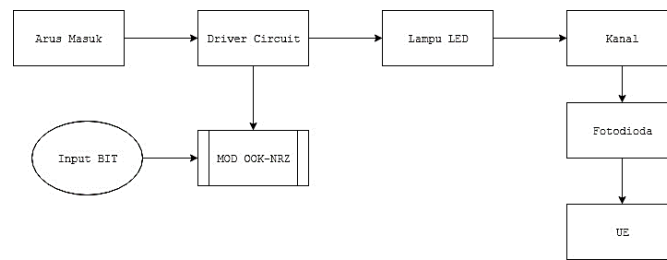 Arus Masuk
Driver Circuit
Lampu LED
Kanal
Input BIT
MOD OOK-NRZ
Fotodioda
UE